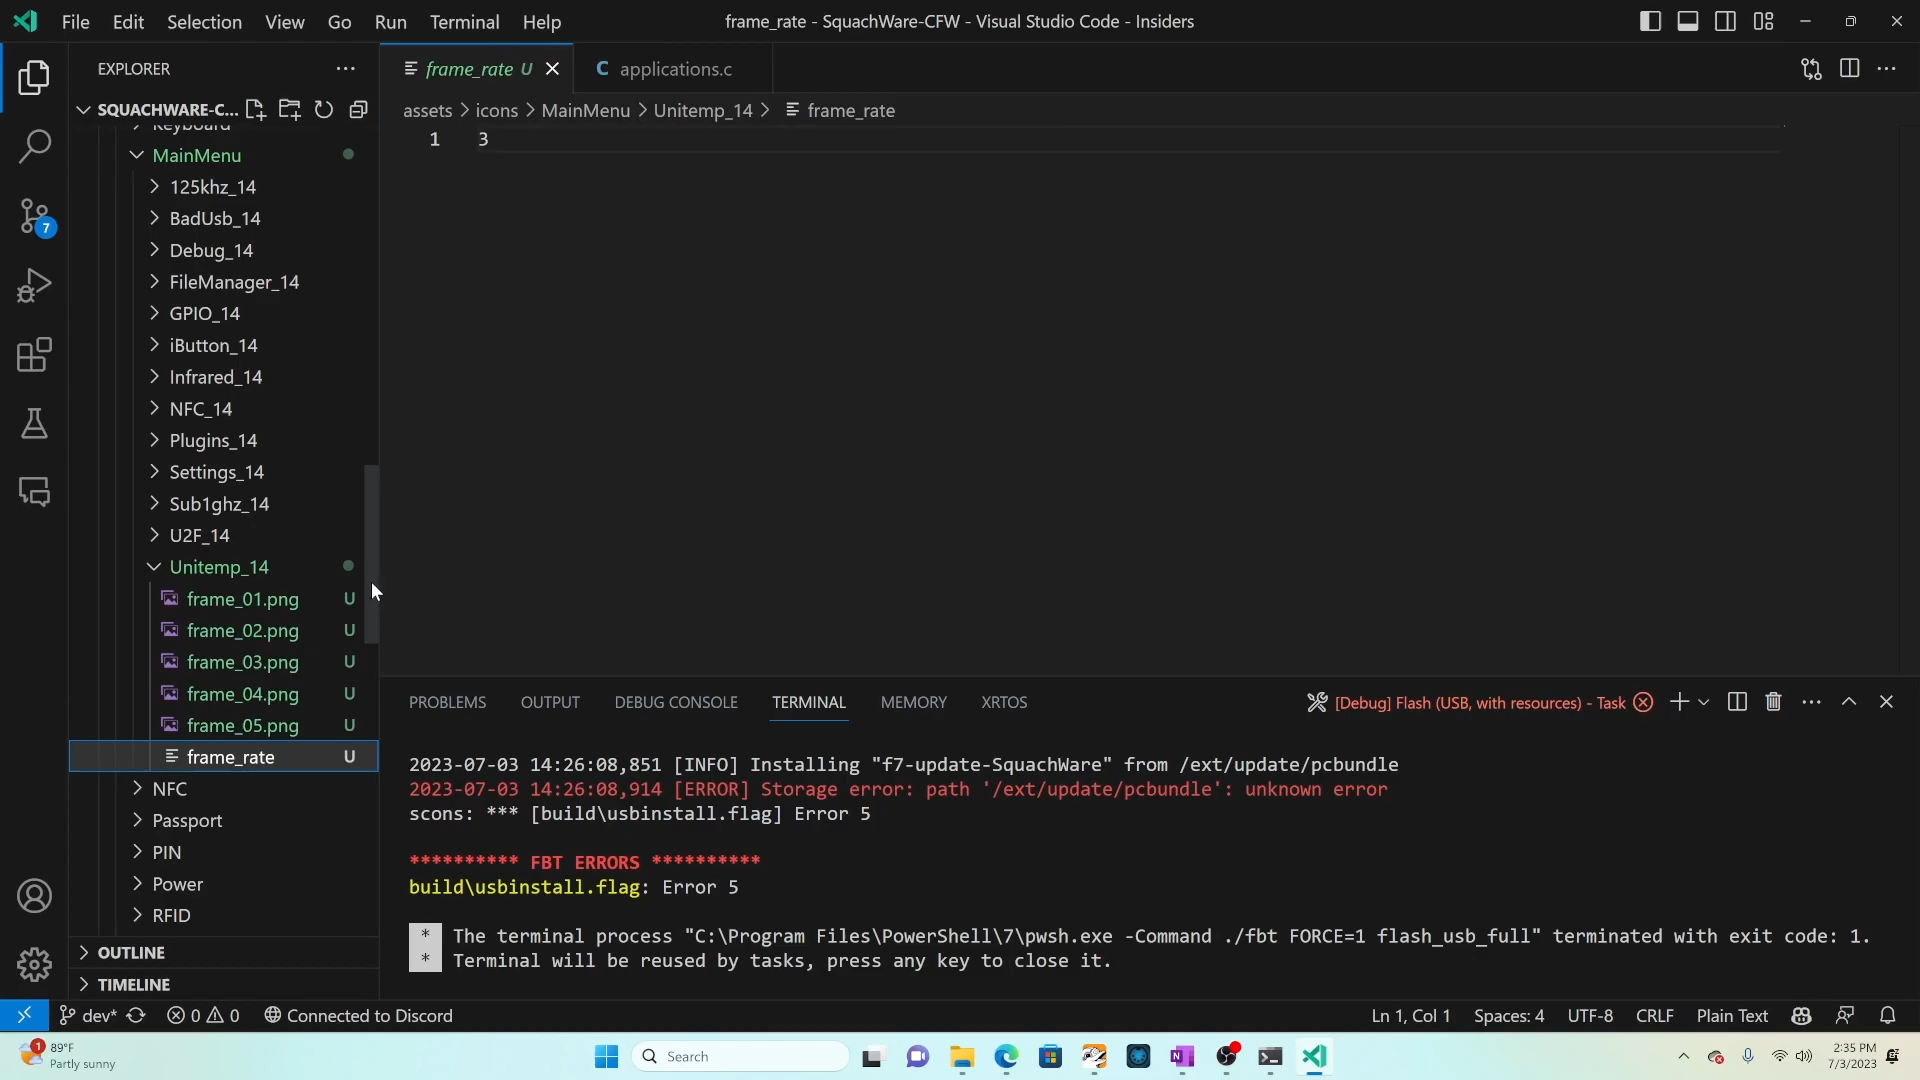 File Edit Selection View Go Run Terminal Help
frame_rate - SquachWare-CFW - Visual Studio Code - Insiders
EXPLORER
frame_rate U
C applications.c
SQUACHWARE-C...
assets > icons > MainMenu > Unitemp_14 > frame_rate
1 3
Keyboard
MainMenu
125khz_14
BadUsb_14
Debug_14
FileManager_14
GPIO_14
iButton_14
Infrared_14
NFC_14
Plugins_14
Settings_14
Sub1ghz_14
U2F_14
Unitemp_14
frame_01.png U
frame_02.png U
frame_03.png U
frame_04.png U
frame_05.png U
frame_rate U
NFC
Passport
PIN
Power
RFID
OUTLINE
TIMELINE
7
PROBLEMS OUTPUT DEBUG CONSOLE TERMINAL MEMORY XRTOS
[Debug] Flash (USB, with resources) - Task
2023-07-03 14:26:08,851 [INFO] Installing "f7-update-SquachWare" from /ext/update/pcbundle
2023-07-03 14:26:08,914 [ERROR] Storage error: path '/ext/update/pcbundle': unknown error
scons: *** [build\usbinstall.flag] Error 5
********** FBT ERRORS **********
build\usbinstall.flag: Error 5
* The terminal process "C:\Program Files\PowerShell\7\pwsh.exe -Command ./fbt FORCE=1 flash_usb_full" terminated with exit code: 1.
* Terminal will be reused by tasks, press any key to close it.
dev* 0 0 Connected to Discord
Ln 1, Col 1 Spaces: 4 UTF-8 CRLF Plain Text
1
89°F
Partly sunny
Search
2:35 PM
7/3/2023